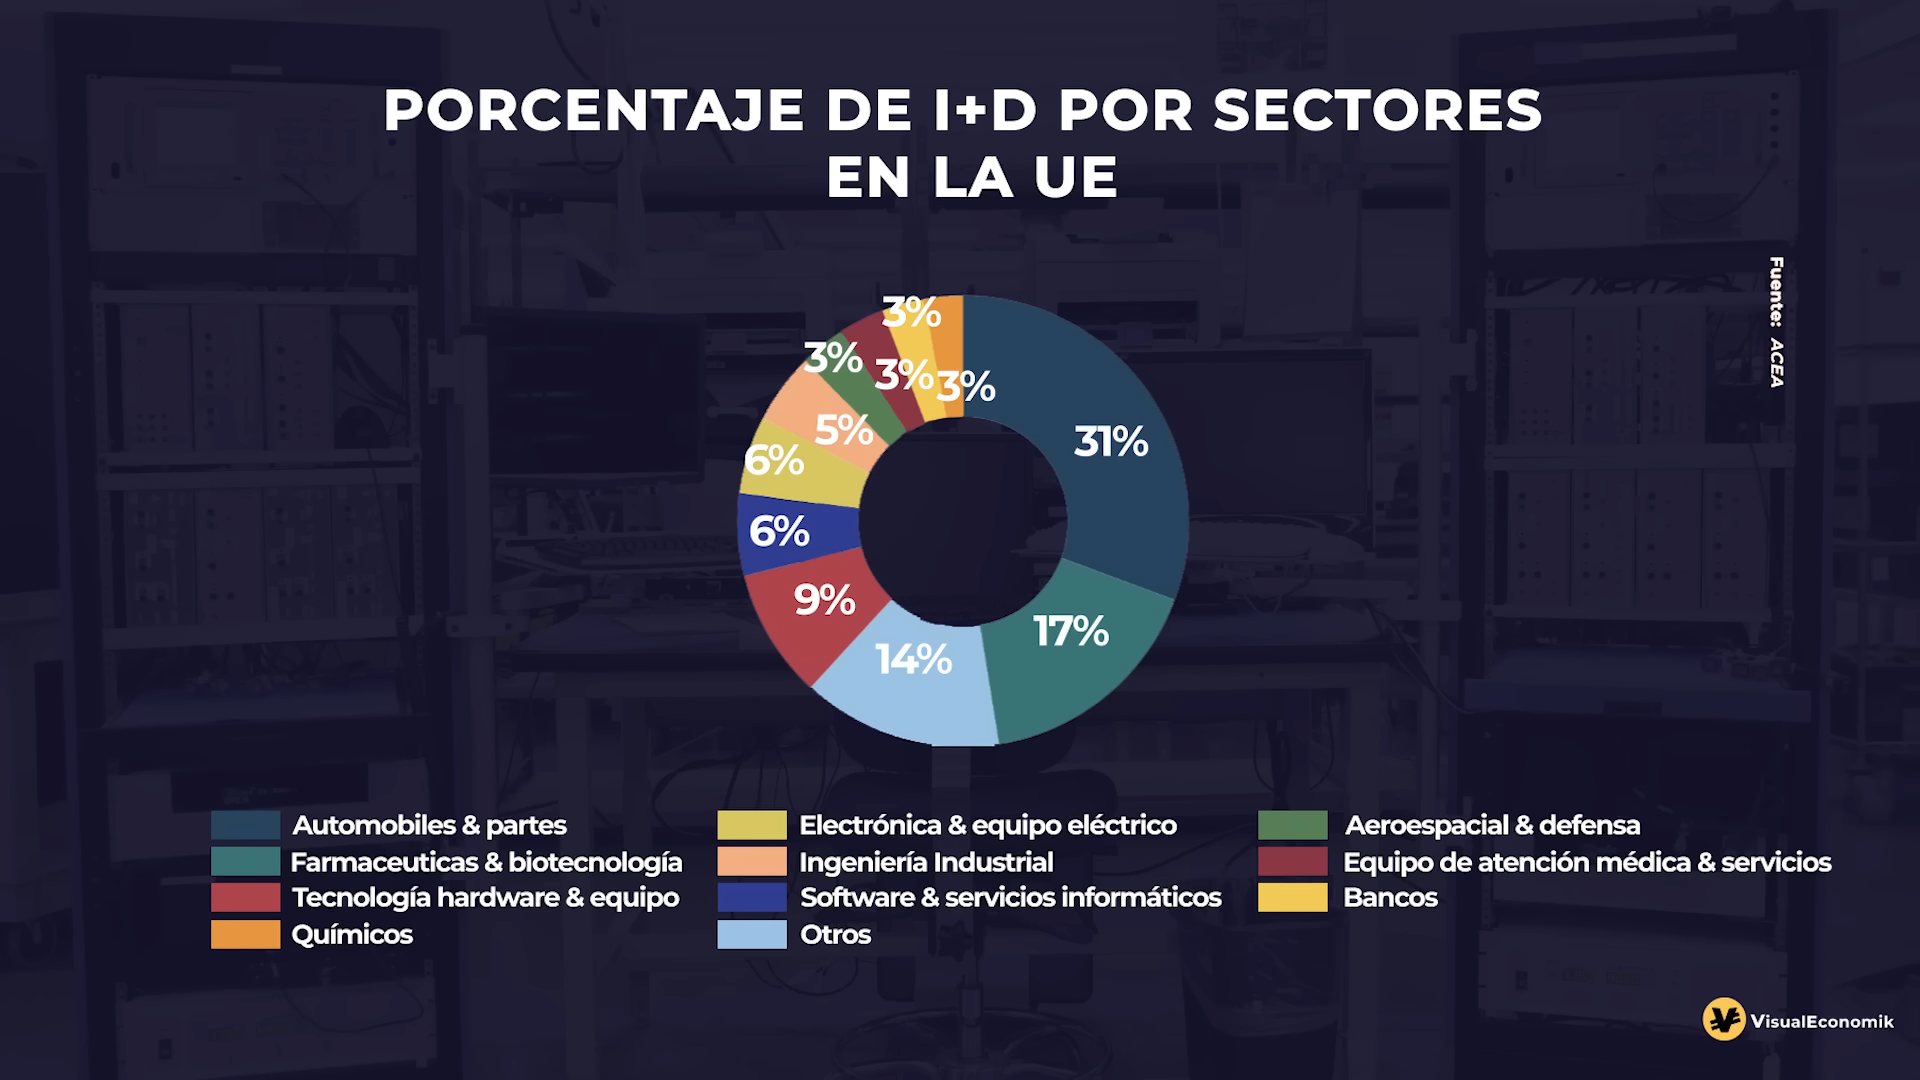 PORCENTAJE DE I+D POR SECTORES
EN LA UE
Fuente: ACEA
3%
3%
3%
3%
31%
5%
6%
6%
9%
17%
14%
Automobiles & partes
Farmaceuticas & biotecnología
Tecnología hardware & equipo
Químicos
Electrónica & equipo eléctrico
Ingeniería Industrial
Software & servicios informáticos
Otros
Aeroespacial & defensa
Equipo de atención médica & servicios
Bancos
VisualEconomik